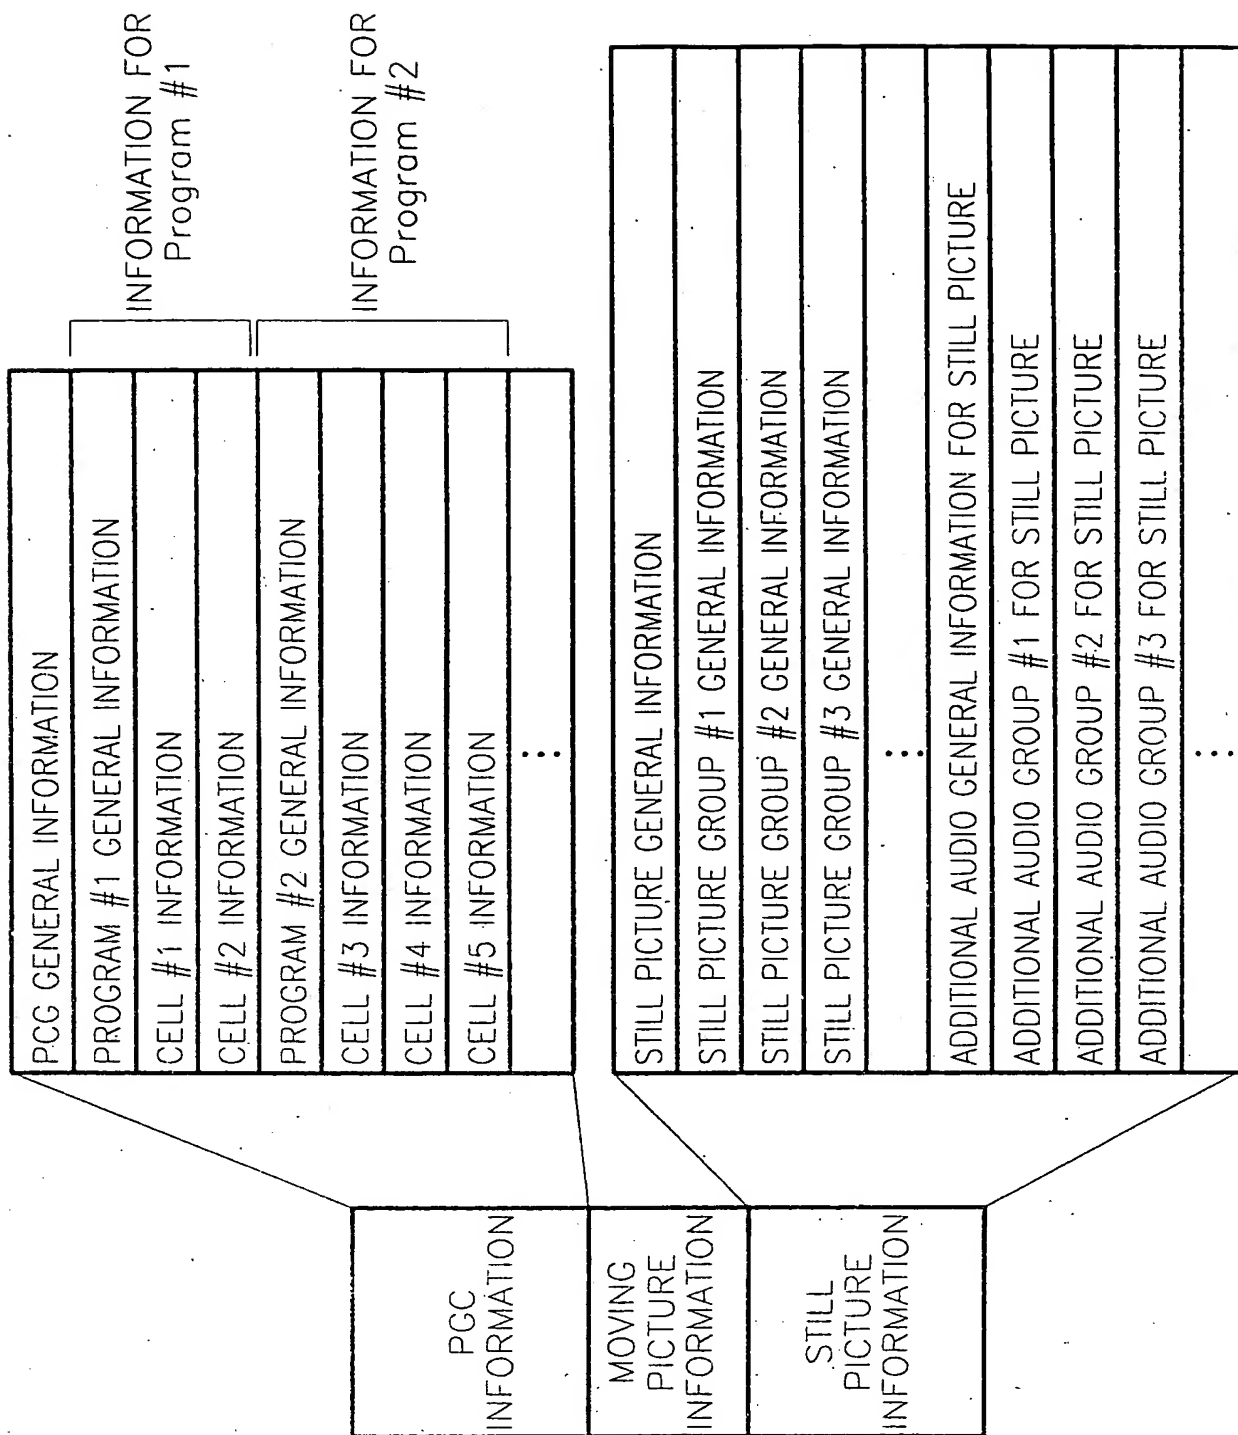 PGC
INFORMATION
MOVING
PICTURE
INFORMATION
STILL
PICTURE
INFORMATION
PCG GENERAL INFORMATION
PROGRAM #1 GENERAL INFORMATION
CELL #1 INFORMATION
CELL #2 INFORMATION
PROGRAM #2 GENERAL INFORMATION
CELL #3 INFORMATION
CELL #4 INFORMATION
CELL #5 INFORMATION
...
INFORMATION FOR
Program #1
INFORMATION FOR
Program #2
STILL PICTURE GENERAL INFORMATION
STILL PICTURE GROUP #1 GENERAL INFORMATION
STILL PICTURE GROUP #2 GENERAL INFORMATION
STILL PICTURE GROUP #3 GENERAL INFORMATION
...
ADDITIONAL AUDIO GENERAL INFORMATION FOR STILL PICTURE
ADDITIONAL AUDIO GROUP #1 FOR STILL PICTURE
ADDITIONAL AUDIO GROUP #2 FOR STILL PICTURE
ADDITIONAL AUDIO GROUP #3 FOR STILL PICTURE
...